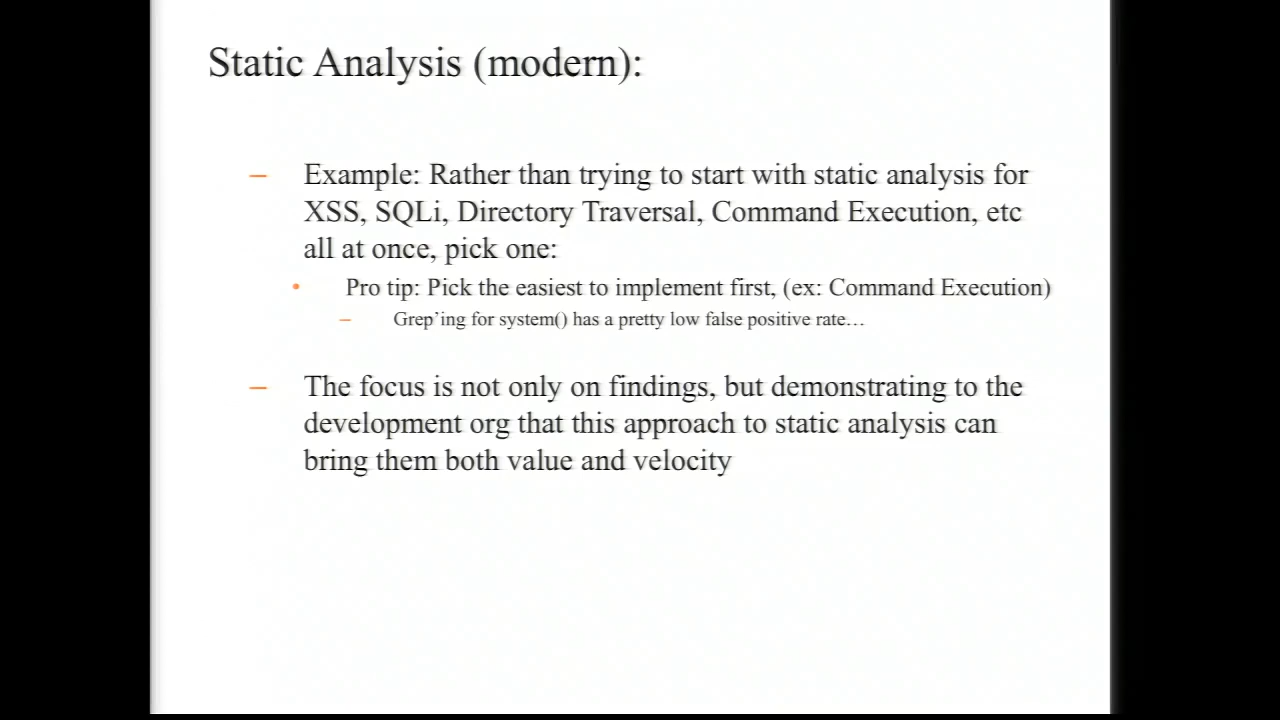 Static Analysis (modern):
– Example: Rather than trying to start with static analysis for
XSS, SQLi, Directory Traversal, Command Execution, etc
all at once, pick one:
• Pro tip: Pick the easiest to implement first, (ex: Command Execution)
– Grep’ing for system() has a pretty low false positive rate…
– The focus is not only on findings, but demonstrating to the
development org that this approach to static analysis can
bring them both value and velocity